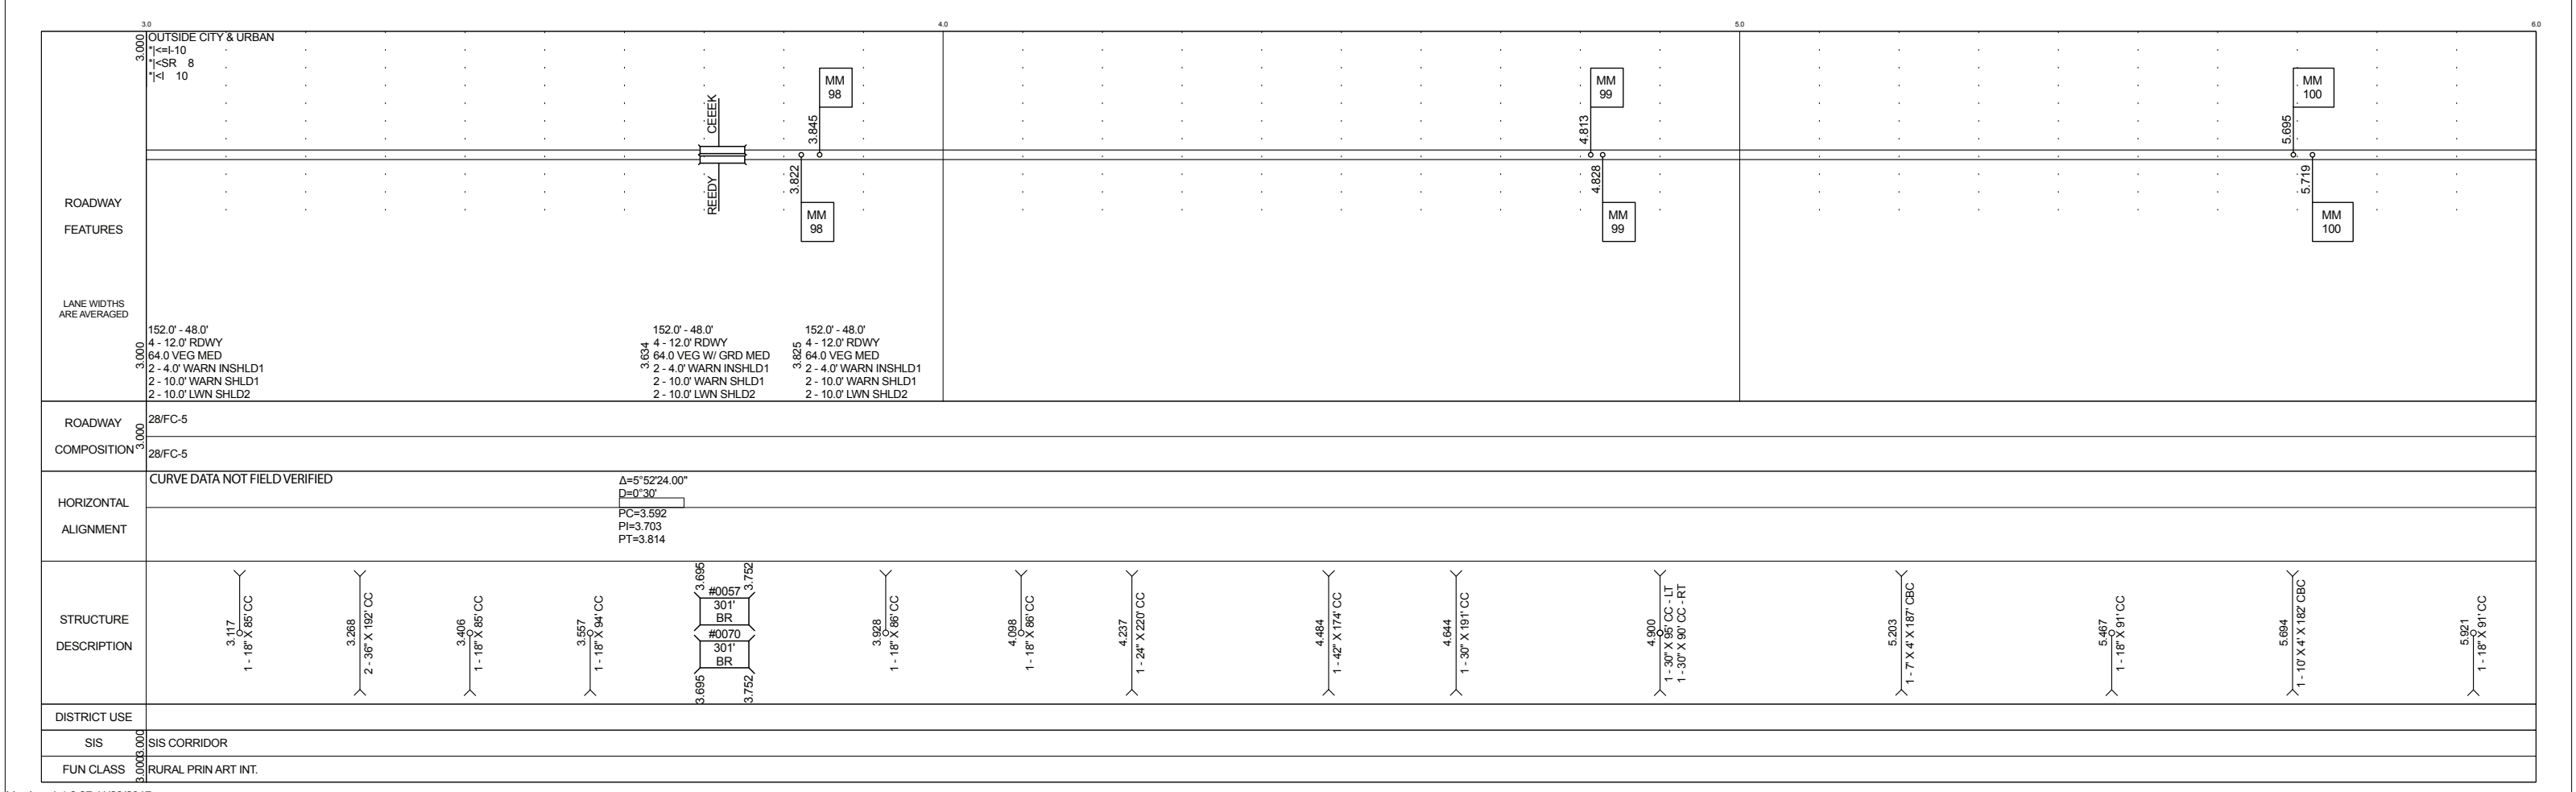 3.0
4.0
5.0
6.0
3.000
OUTSIDE CITY & URBAN
*|<=I-10
*|<SR 8
*|<I 10
CEEEK
REEDY
3.845
MM
98
3.822
MM
98
4.813
MM
99
4.828
MM
99
5.695
MM
100
5.719
MM
100
ROADWAY
FEATURES
LANE WIDTHS
ARE AVERAGED
3.000
152.0' - 48.0'
4 - 12.0' RDWY
64.0 VEG MED
2 - 4.0' WARN INSHLD1
2 - 10.0' WARN SHLD1
2 - 10.0' LWN SHLD2
3.634
152.0' - 48.0'
4 - 12.0' RDWY
64.0 VEG W/ GRD MED
2 - 4.0' WARN INSHLD1
2 - 10.0' WARN SHLD1
2 - 10.0' LWN SHLD2
3.825
152.0' - 48.0'
4 - 12.0' RDWY
64.0 VEG MED
2 - 4.0' WARN INSHLD1
2 - 10.0' WARN SHLD1
2 - 10.0' LWN SHLD2
ROADWAY
COMPOSITION
3.000
28/FC-5
28/FC-5
HORIZONTAL
ALIGNMENT
CURVE DATA NOT FIELD VERIFIED
Δ=5°52'24.00"
D=0°30'
PC=3.592
PI=3.703
PT=3.814
STRUCTURE
DESCRIPTION
3.117
1 - 18" X 85' CC
3.268
2 - 36" X 192' CC
3.406
1 - 18" X 85' CC
3.557
1 - 18" X 94' CC
3.695
3.752
#0057
301'
BR
#0070
301'
BR
3.695
3.752
3.928
1 - 18" X 86' CC
4.098
1 - 18" X 86' CC
4.237
1 - 24" X 220' CC
4.484
1 - 42" X 174' CC
4.644
1 - 30" X 191' CC
4.900
1 - 30" X 95' CC - LT
1 - 30" X 90' CC - RT
5.203
1 - 7' X 4' X 187' CBC
5.467
1 - 18" X 91' CC
5.694
1 - 10' X 4' X 182' CBC
5.921
1 - 18" X 91' CC
DISTRICT USE
SIS
3.000
SIS CORRIDOR
FUN CLASS
3.000
RURAL PRIN ART INT.